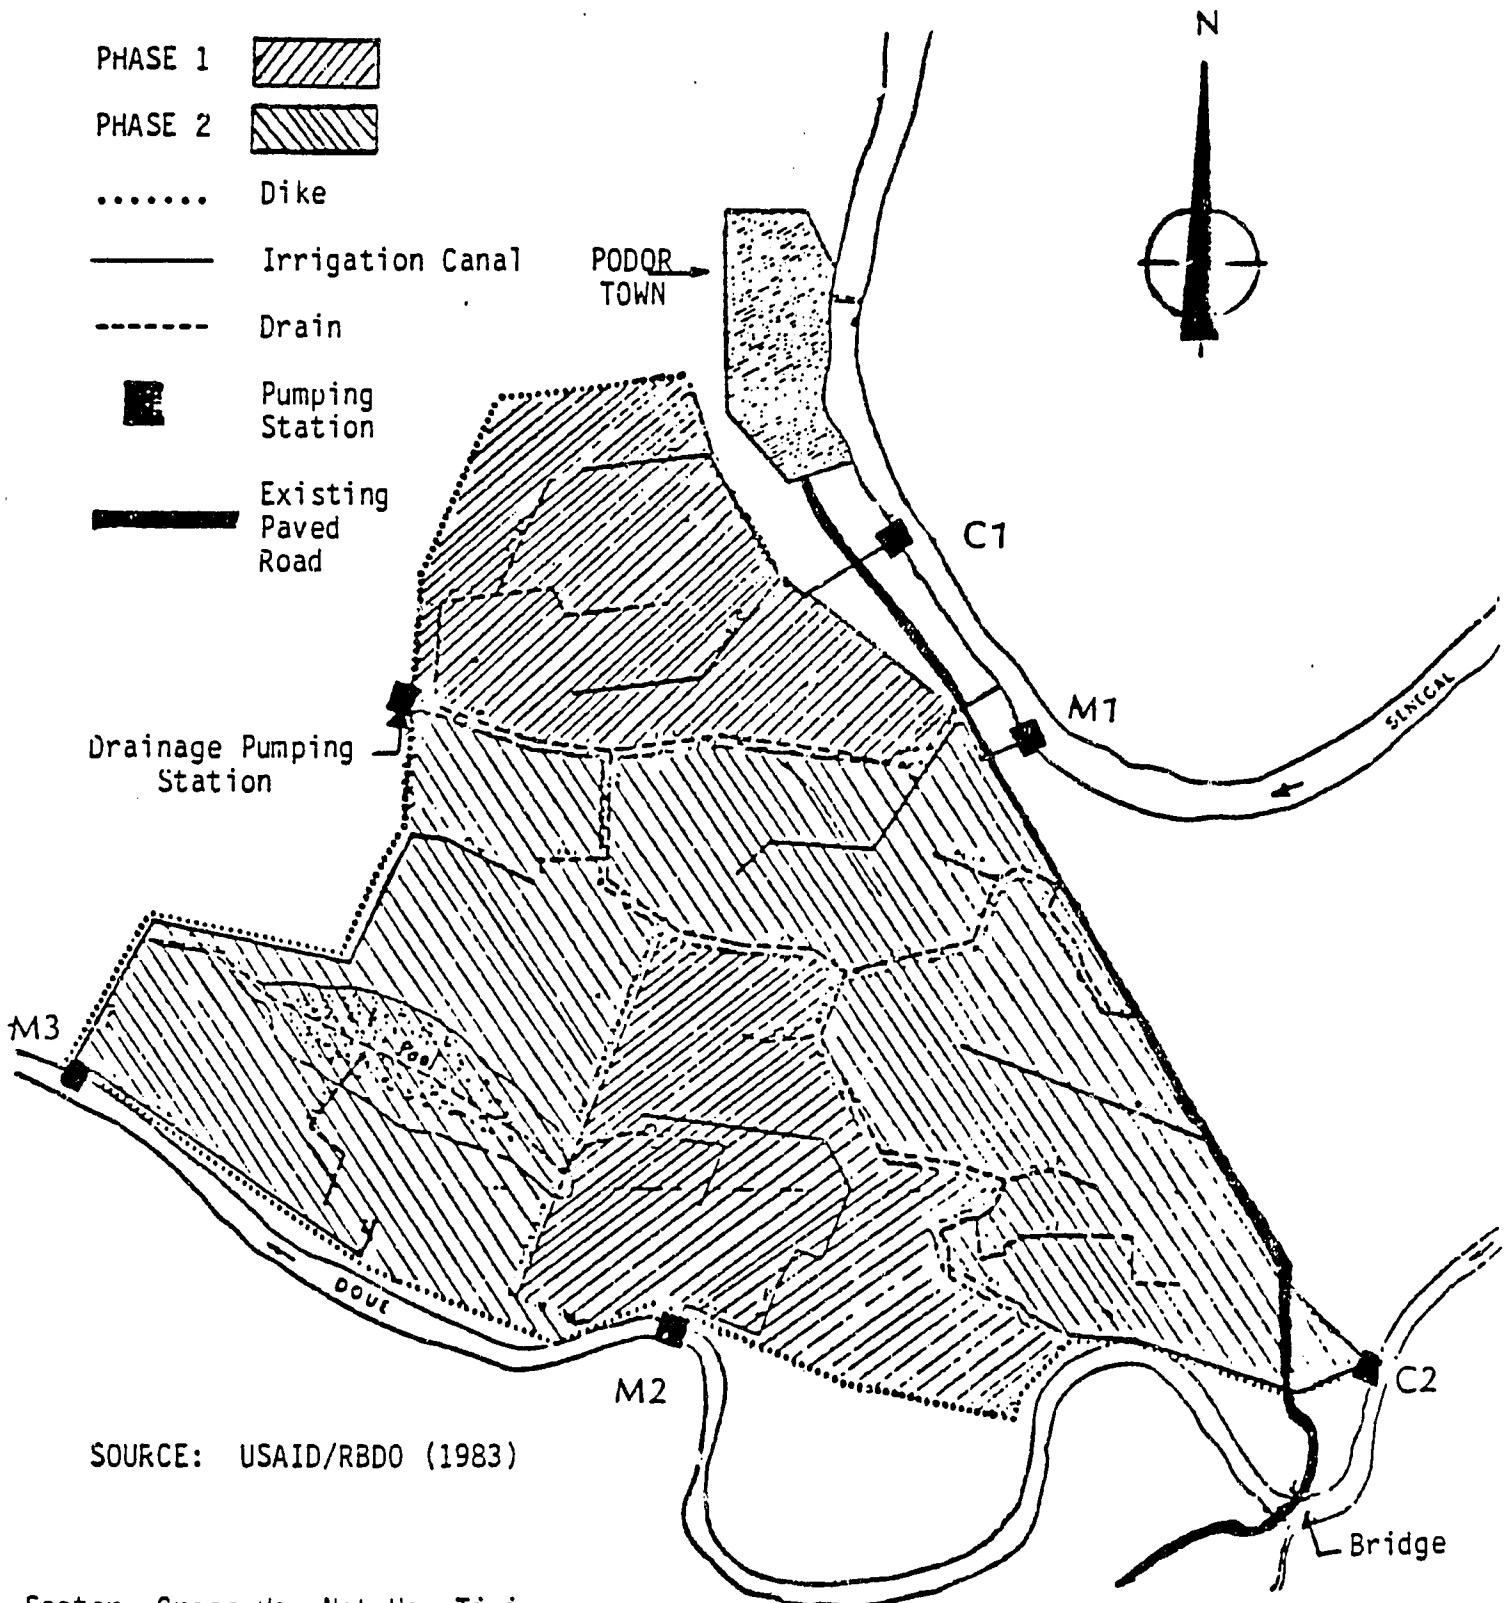 N
PHASE 1
PHASE 2
Dike
Irrigation Canal
PODOR
TOWN
Drain
Pumping
Station
Existing
Paved
Road
C1
M1
SENEGAL
Drainage Pumping
Station
M3
Pool
DOUE
M2
C2
SOURCE: USAID/RBDO (1983)
Bridge